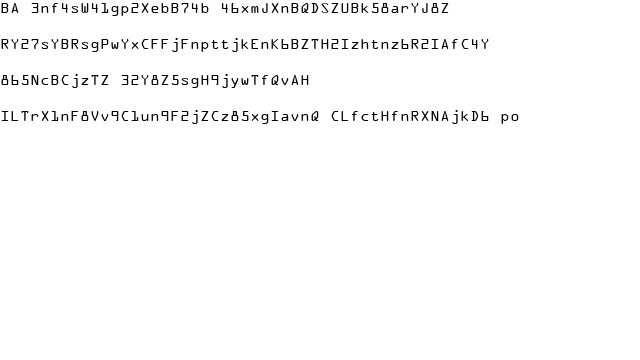 BA 3nf4sW41gp2XebB74b 46xmJXnBQDSZUBk58arYJ8Z
RY27sYBRsgPwYxCFFjFnpttjkEnK6BZTH2Izhtnz6R2IAfC4Y
865NcBCjzTZ 32Y8Z5sgH9jywTfQvAH
ILTrX1nF8Vv9C1un9F2jZCz85xgIavnQ CLfctHfnRXNAjkD6 po